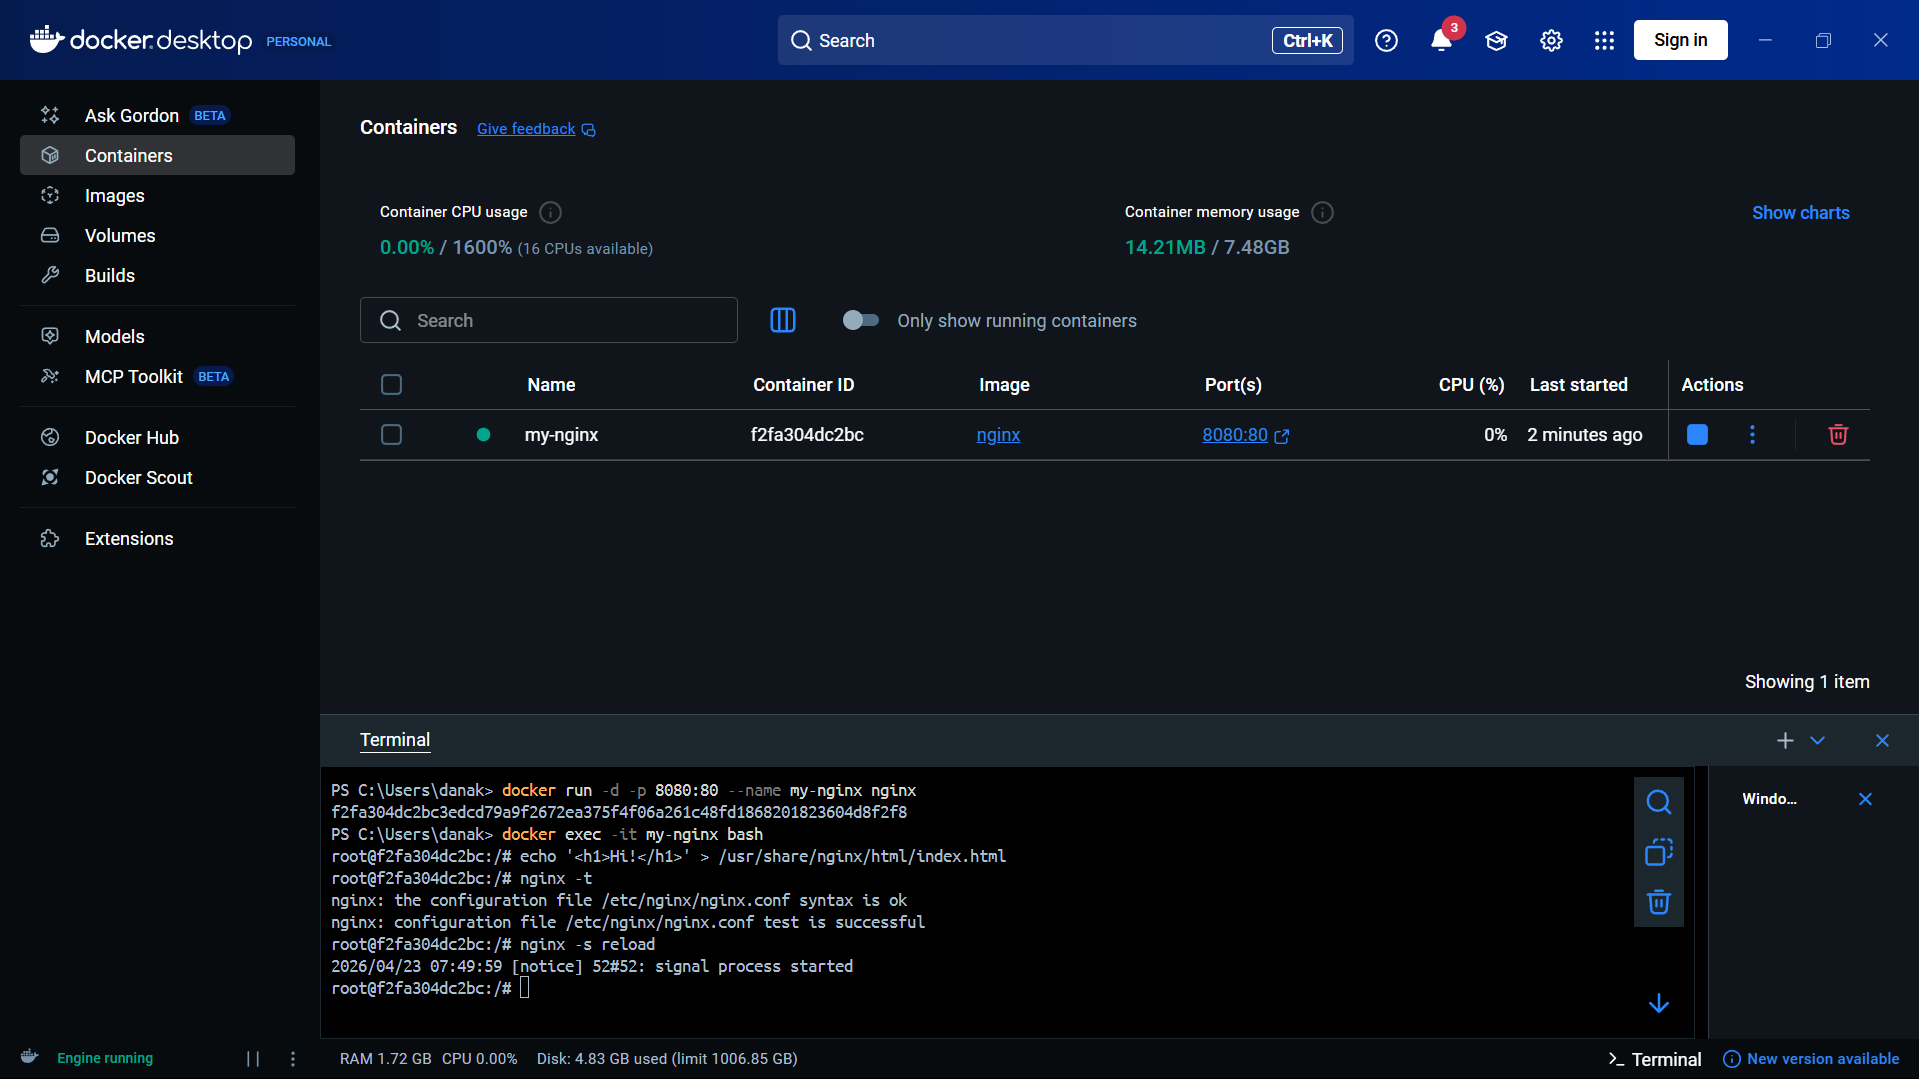 docker.desktop PERSONAL
Search
Ctrl+K
3
Sign in
Ask Gordon BETA
Containers
Images
Volumes
Builds
Models
MCP Toolkit BETA
Docker Hub
Docker Scout
Extensions
Containers Give feedback
Container CPU usage
0.00% / 1600% (16 CPUs available)
Container memory usage
14.21MB / 7.48GB
Show charts
Search
Only show running containers
Name Container ID Image Port(s) CPU (%) Last started Actions
my-nginx f2fa304dc2bc nginx 8080:80 0% 2 minutes ago
Showing 1 item
Terminal
PS C:\Users\danak> docker run -d -p 8080:80 --name my-nginx nginx
f2fa304dc2bc3edcd79a9f2672ea375f4f06a261c48fd1868201823604d8f2f8
PS C:\Users\danak> docker exec -it my-nginx bash
root@f2fa304dc2bc:/# echo '<h1>Hi!</h1>' > /usr/share/nginx/html/index.html
root@f2fa304dc2bc:/# nginx -t
nginx: the configuration file /etc/nginx/nginx.conf syntax is ok
nginx: configuration file /etc/nginx/nginx.conf test is successful
root@f2fa304dc2bc:/# nginx -s reload
2026/04/23 07:49:59 [notice] 52#52: signal process started
root@f2fa304dc2bc:/#
Windo...
Engine running
RAM 1.72 GB CPU 0.00% Disk: 4.83 GB used (limit 1006.85 GB)
Terminal
New version available